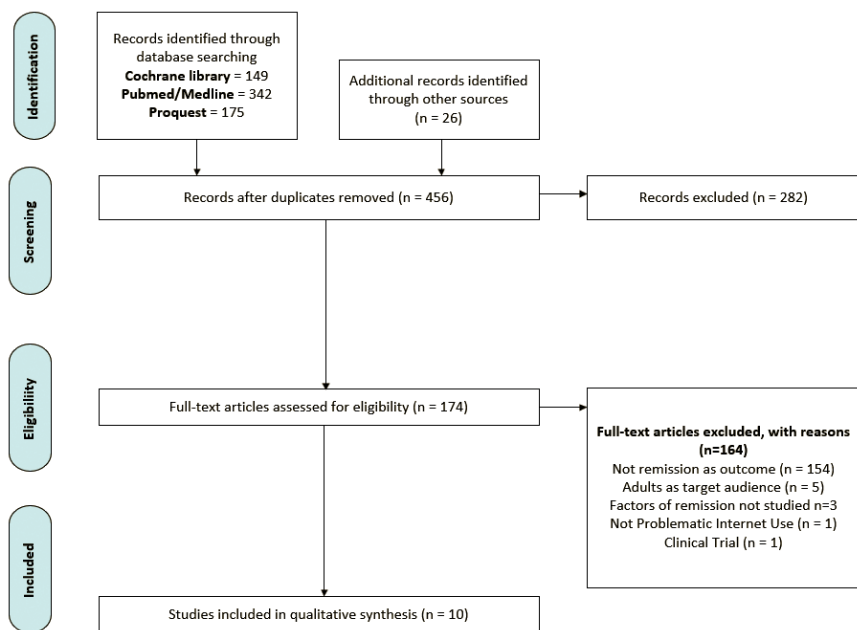 Identification
Records identified through
database searching
Cochrane library = 149
Pubmed/Medline = 342
Proquest = 175
Additional records identified
through other sources
(n = 26)
Screening
Records after duplicates removed (n = 456)
Records excluded (n = 282)
Eligibiliity
Full-text articles assessed for eligibility (n = 174)
Full-text articles excluded, with reasons
(n=164)
Not remission as outcome (n = 154)
Adults as target audience (n = 5)
Factors of remission not studied n=3
Not Problematic Internet Use (n = 1)
Clinical Trial (n = 1)
Included
Studies included in qualitative synthesis (n = 10)